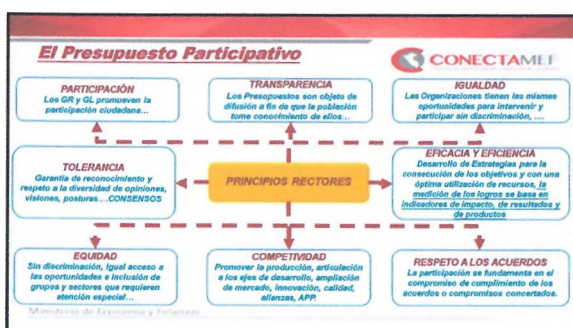 El Presupuesto Participativo
CONECTAMEF
PARTICIPACIÓN
Los GR y GL promueven la
participación ciudadana...
TRANSPARENCIA
Los Presupuestos son objeto de
difusión a fin de que la población
tome conocimiento de ellos...
IGUALDAD
Las Organizaciones tienen las mismas
oportunidades para intervenir y
participar sin discriminación, ....
TOLERANCIA
Garantía de reconocimiento y
respeto a la diversidad de opiniones,
visiones, posturas....CONSENSOS
PRINCIPIOS RECTORES
EFICACIA Y EFICIENCIA
Desarrollo de Estrategias para la
consecución de los objetivos y con una
óptima utilización de recursos, la
medición de los logros se basa en
indicadores de impacto, de resultados y
de productos
EQUIDAD
Sin discriminación, igual acceso a
las oportunidades e inclusión de
grupos y sectores que requieren
atención especial...
COMPETIVIDAD
Promover la producción, articulación
a los ejes de desarrollo, ampliación
de mercado, innovación, calidad,
alianzas, APP.
RESPETO A LOS ACUERDOS
La participación se fundamenta en el
compromiso de cumplimiento de los
acuerdos o compromisos concertados.
Ministerio de Economía y Finanzas